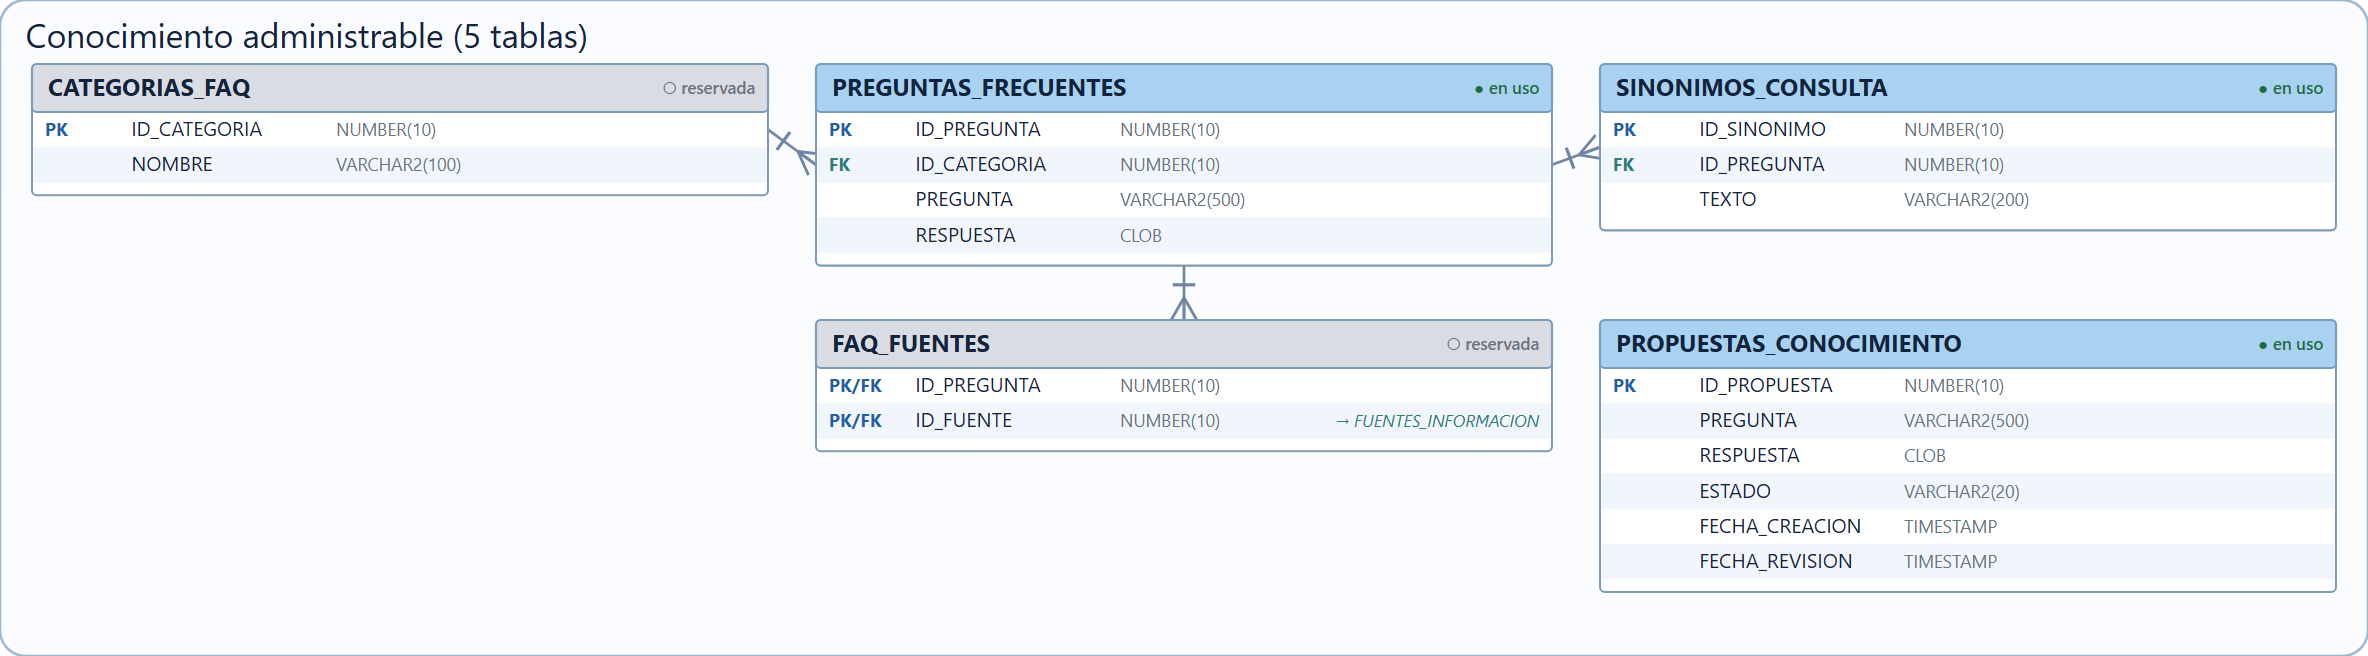 Conocimiento administrable (5 tablas)
CATEGORIAS_FAQ ○ reservada
PK ID_CATEGORIA NUMBER(10)
NOMBRE VARCHAR2(100)
PREGUNTAS_FRECUENTES ● en uso
PK ID_PREGUNTA NUMBER(10)
FK ID_CATEGORIA NUMBER(10)
PREGUNTA VARCHAR2(500)
RESPUESTA CLOB
SINONIMOS_CONSULTA ● en uso
PK ID_SINONIMO NUMBER(10)
FK ID_PREGUNTA NUMBER(10)
TEXTO VARCHAR2(200)
FAQ_FUENTES ○ reservada
PK/FK ID_PREGUNTA NUMBER(10)
PK/FK ID_FUENTE NUMBER(10) → FUENTES_INFORMACION
PROPUESTAS_CONOCIMIENTO ● en uso
PK ID_PROPUESTA NUMBER(10)
PREGUNTA VARCHAR2(500)
RESPUESTA CLOB
ESTADO VARCHAR2(20)
FECHA_CREACION TIMESTAMP
FECHA_REVISION TIMESTAMP